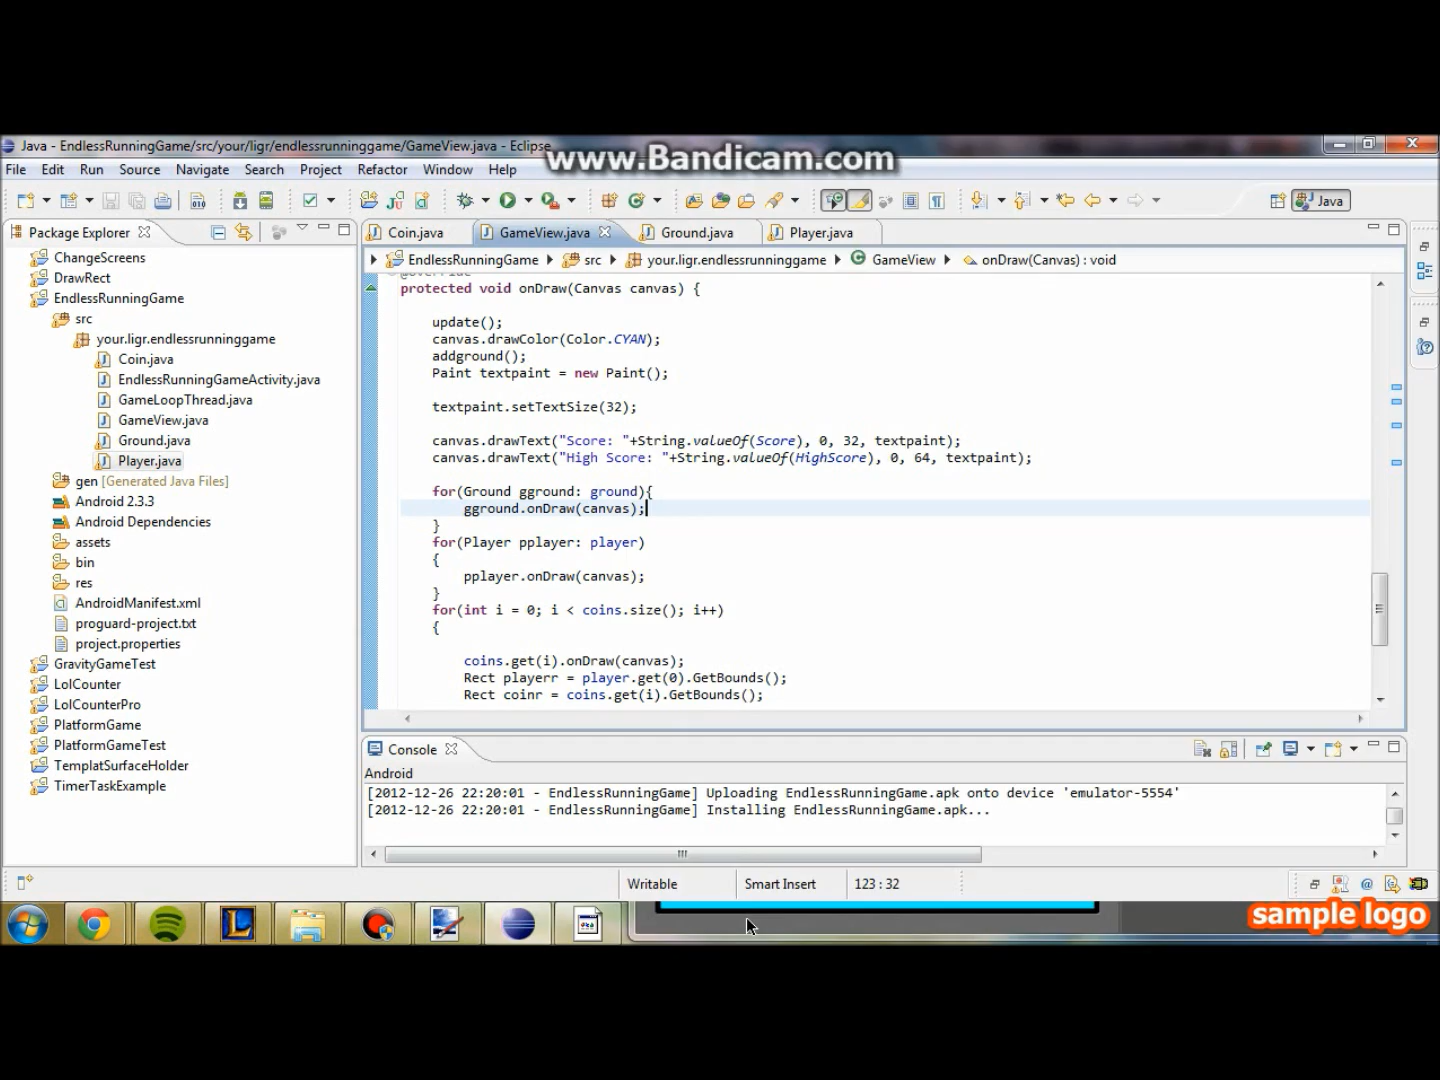 Java - EndlessRunningGame/src/your/ligr/endlessrunninggame/GameView.java - Eclipse
www.Bandicam.com
File Edit Run Source Navigate Search Project Refactor Window Help
Java
Package Explorer
Coin.java GameView.java Ground.java Player.java
EndlessRunningGame src your.ligr.endlessrunninggame GameView onDraw(Canvas) : void
ChangeScreens
DrawRect
EndlessRunningGame
src
your.ligr.endlessrunninggame
Coin.java
EndlessRunningGameActivity.java
GameLoopThread.java
GameView.java
Ground.java
Player.java
gen [Generated Java Files]
Android 2.3.3
Android Dependencies
assets
bin
res
AndroidManifest.xml
proguard-project.txt
project.properties
GravityGameTest
LolCounter
LolCounterPro
PlatformGame
PlatformGameTest
TemplatSurfaceHolder
TimerTaskExample
protected void onDraw(Canvas canvas) {
update();
canvas.drawColor(Color.CYAN);
addground();
Paint textpaint = new Paint();
textpaint.setTextSize(32);
canvas.drawText("Score: "+String.valueOf(Score), 0, 32, textpaint);
canvas.drawText("High Score: "+String.valueOf(HighScore), 0, 64, textpaint);
for(Ground gground: ground){
gground.onDraw(canvas);
}
for(Player pplayer: player)
{
pplayer.onDraw(canvas);
}
for(int i = 0; i < coins.size(); i++)
{
coins.get(i).onDraw(canvas);
Rect playerr = player.get(0).GetBounds();
Rect coinr = coins.get(i).GetBounds();
Console
Android
[2012-12-26 22:20:01 - EndlessRunningGame] Uploading EndlessRunningGame.apk onto device 'emulator-5554'
[2012-12-26 22:20:01 - EndlessRunningGame] Installing EndlessRunningGame.apk...
Writable Smart Insert 123 : 32
sample logo